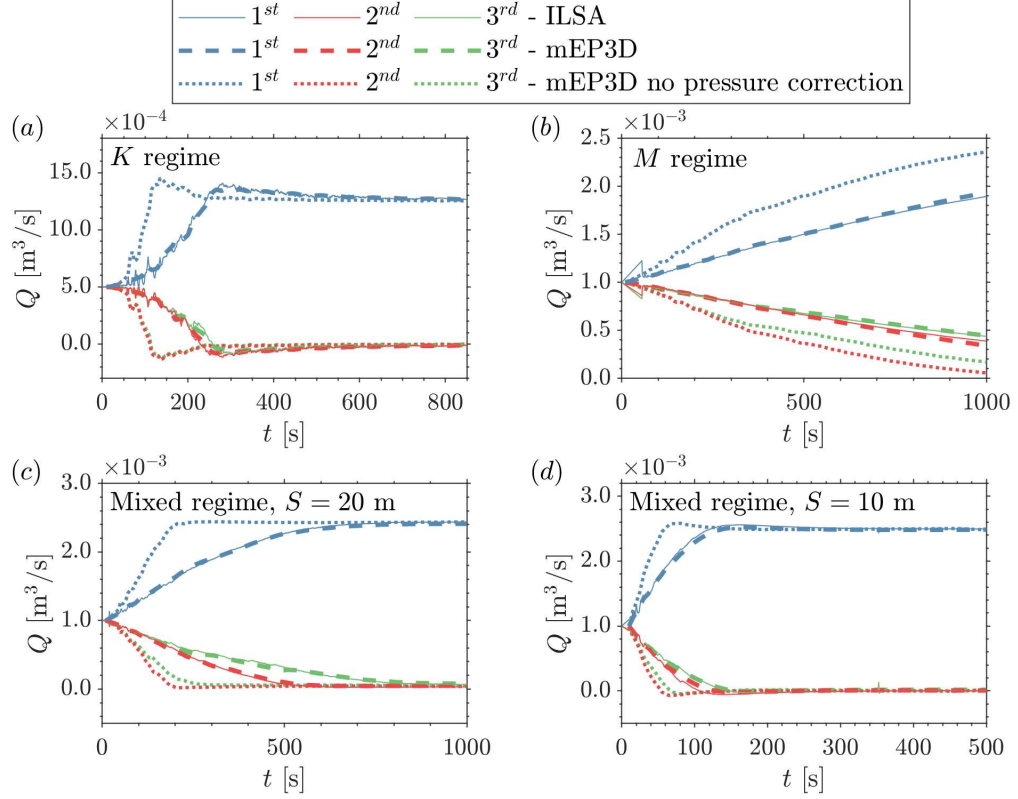 1st 2nd 3rd - ILSA
1st 2nd 3rd - mEP3D
1st 2nd 3rd - mEP3D no pressure correction
(a) ×10−4
K regime
15.0
10.0
5.0
0.0
Q [m3/s]
0 200 400 600 800
t [s]
(b) ×10−3
M regime
2.5
2.0
1.5
1.0
0.5
0.0
Q [m3/s]
0 500 1000
t [s]
(c) ×10−3
Mixed regime, S = 20 m
3.0
2.0
1.0
0.0
Q [m3/s]
0 500 1000
t [s]
(d) ×10−3
Mixed regime, S = 10 m
3.0
2.0
1.0
0.0
Q [m3/s]
0 100 200 300 400 500
t [s]